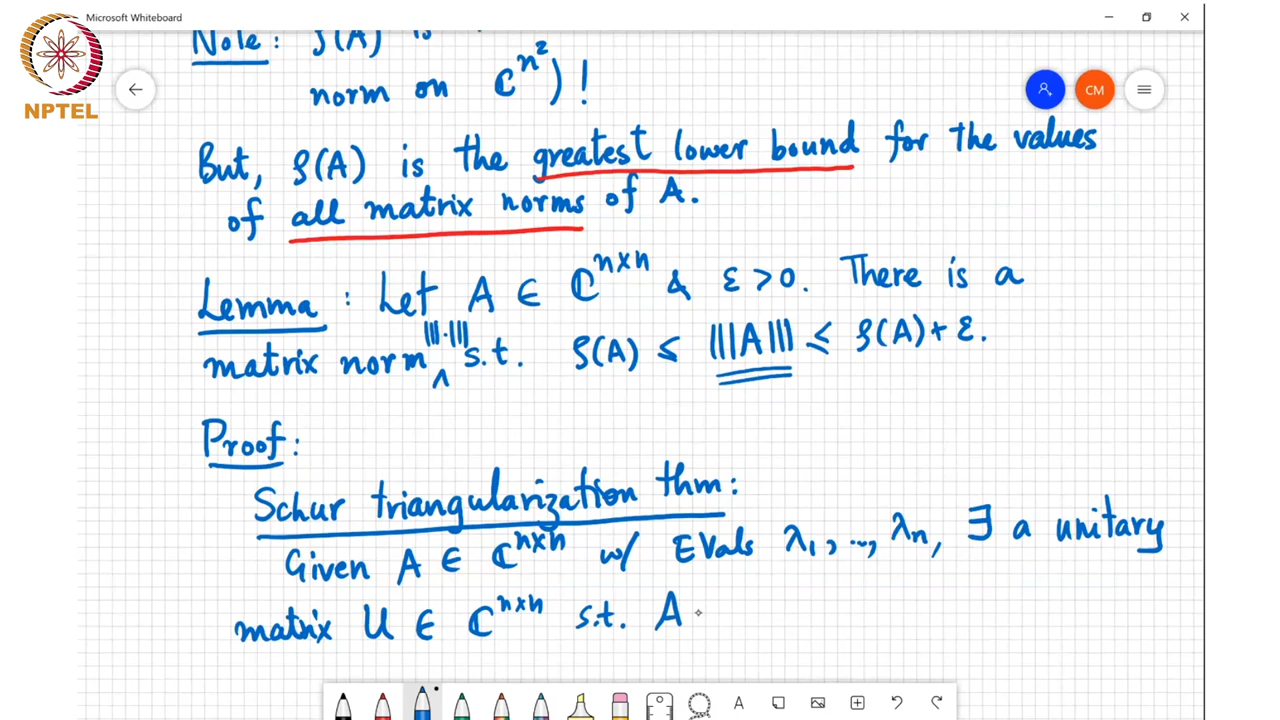 Microsoft Whiteboard
Note : ρ(A) is
norm on ℂ^n²) !
NPTEL
CM
But, ρ(A) is the greatest lower bound for the values
of all matrix norms of A.
Lemma : Let A ∈ ℂ^n×n & ε > 0. There is a
matrix norm |||·||| s.t. ρ(A) ≤ |||A||| ≤ ρ(A) + ε.
Proof :
Schur triangularization thm :
Given A ∈ ℂ^n×n w/ EVals λ₁, ..., λn, ∃ a unitary
matrix U ∈ ℂ^n×n s.t. A
A